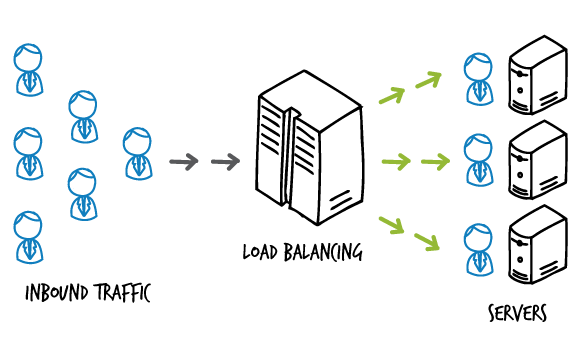 LOAD BALANCING
INBOUND TRAFFIC
SERVERS